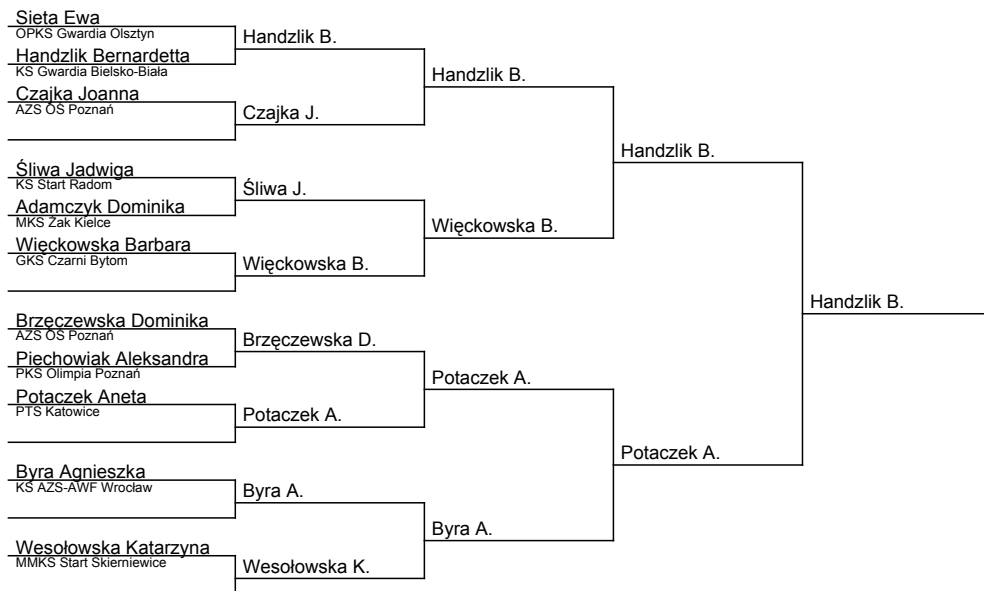 Sieta Ewa
OPKS Gwardia Olsztyn
Handzlik B.
Handzlik Bernardetta
KS Gwardia Bielsko-Biała
Handzlik B.
Czajka Joanna
AZS OŚ Poznań
Czajka J.
Handzlik B.
Śliwa Jadwiga
KS Start Radom
Śliwa J.
Adamczyk Dominika
MKS Żak Kielce
Więckowska B.
Więckowska Barbara
GKS Czarni Bytom
Więckowska B.
Handzlik B.
Brzęczewska Dominika
AZS OŚ Poznań
Brzęczewska D.
Piechowiak Aleksandra
PKS Olimpia Poznań
Potaczek A.
Potaczek Aneta
PTS Katowice
Potaczek A.
Potaczek A.
Byra Agnieszka
KS AZS-AWF Wrocław
Byra A.
Byra A.
Wesołowska Katarzyna
MMKS Start Skierniewice
Wesołowska K.